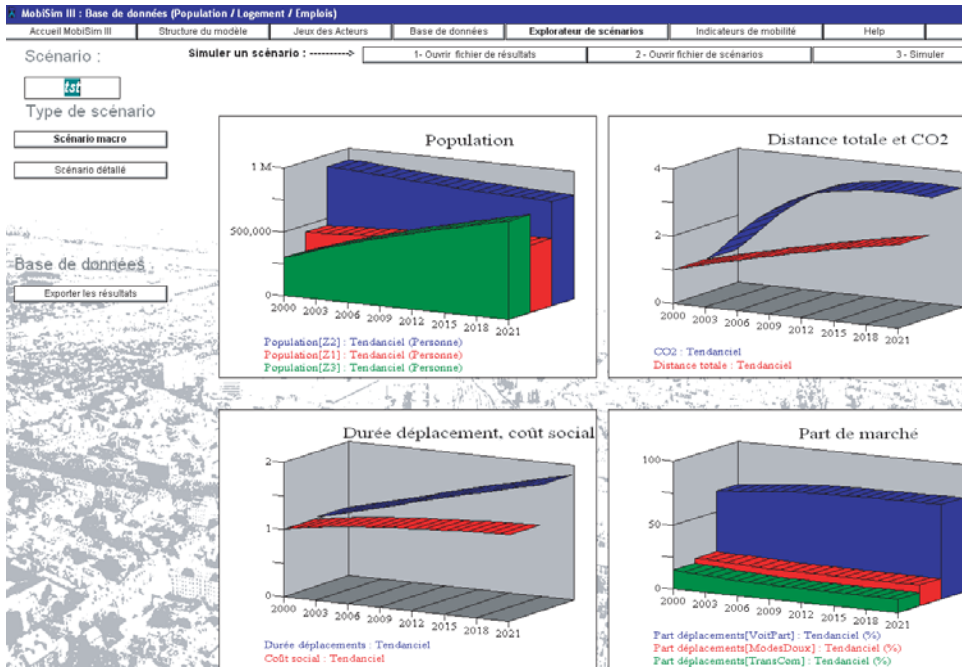 MobiSim III : Base de données (Population / Logement / Emplois)
Accueil MobiSim III Structure du modèle Jeux des Acteurs Base de données Explorateur de scénarios Indicateurs de mobilité Help
Scénario :
Simuler un scénario : ----------> 1- Ouvrir fichier de résultats 2 - Ouvrir fichier de scénarios 3 - Simuler
tst
Type de scénario
Scénario macro
Scénario détaillé
Base de données
Exporter les résultats
Population
1 M
500,000
0
2000 2003 2006 2009 2012 2015 2018 2021
Population[Z2] : Tendanciel (Personne)
Population[Z1] : Tendanciel (Personne)
Population[Z3] : Tendanciel (Personne)
Distance totale et CO2
4
2
0
2000 2003 2006 2009 2012 2015 2018 2021
CO2 : Tendanciel
Distance totale : Tendanciel
Durée déplacement, coût social
2
1
0
2000 2003 2006 2009 2012 2015 2018 2021
Durée déplacements : Tendanciel
Coût social : Tendanciel
Part de marché
100
50
0
2000 2003 2006 2009 2012 2015 2018 2021
Part déplacements[VoitPart] : Tendanciel (%)
Part déplacements[ModesDoux] : Tendanciel (%)
Part déplacements[TransCom] : Tendanciel (%)